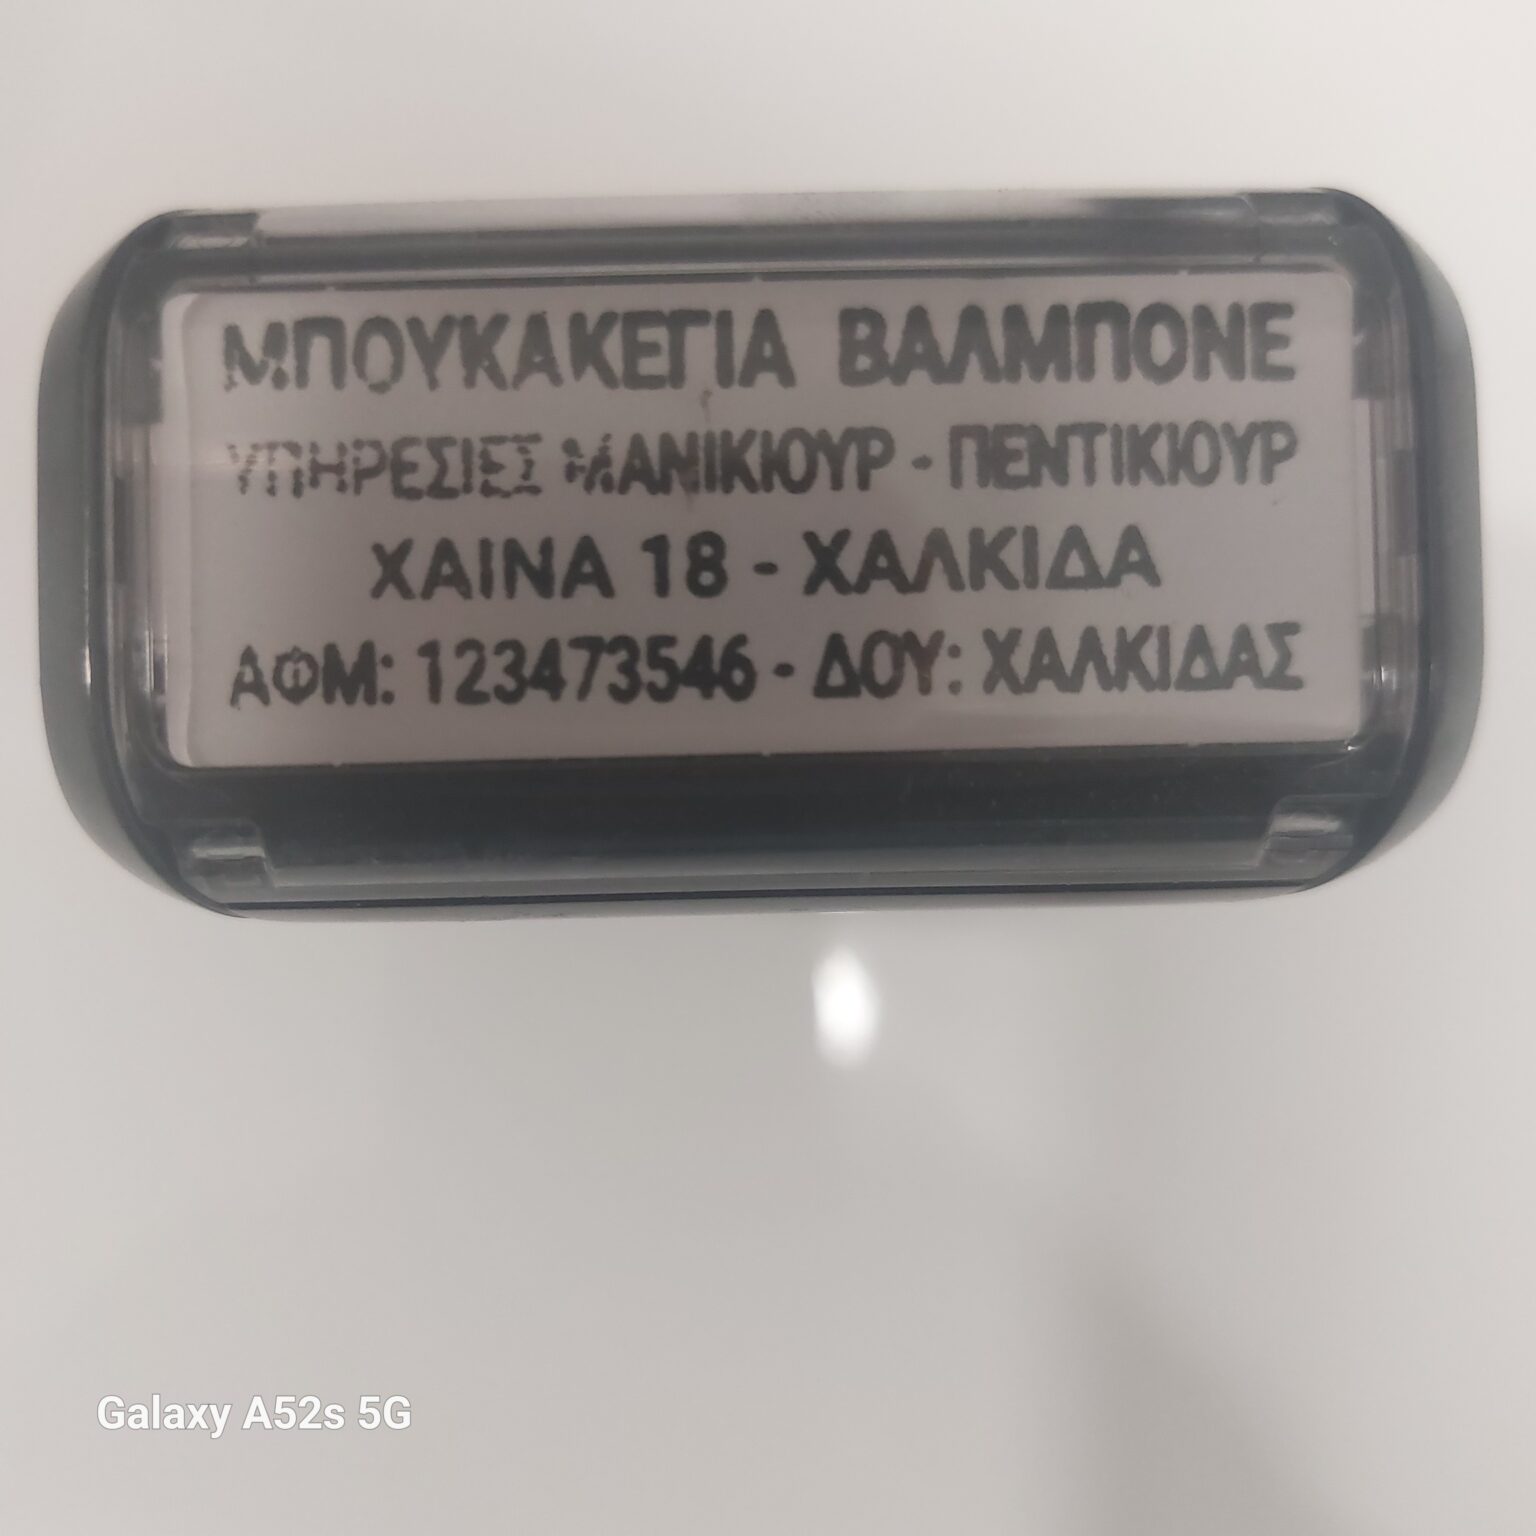 ΜΠΟΥΚΑΚΕΓΙΑ ΒΑΛΜΠΟΝΕ
ΥΠΗΡΕΣΙΕΣ ΜΑΝΙΚΙΟΥΡ - ΠΕΝΤΙΚΙΟΥΡ
ΧΑΙΝΑ 18 - ΧΑΛΚΙΔΑ
ΑΦΜ: 123473546 - ΔΟΥ: ΧΑΛΚΙΔΑΣ
Galaxy A52s 5G